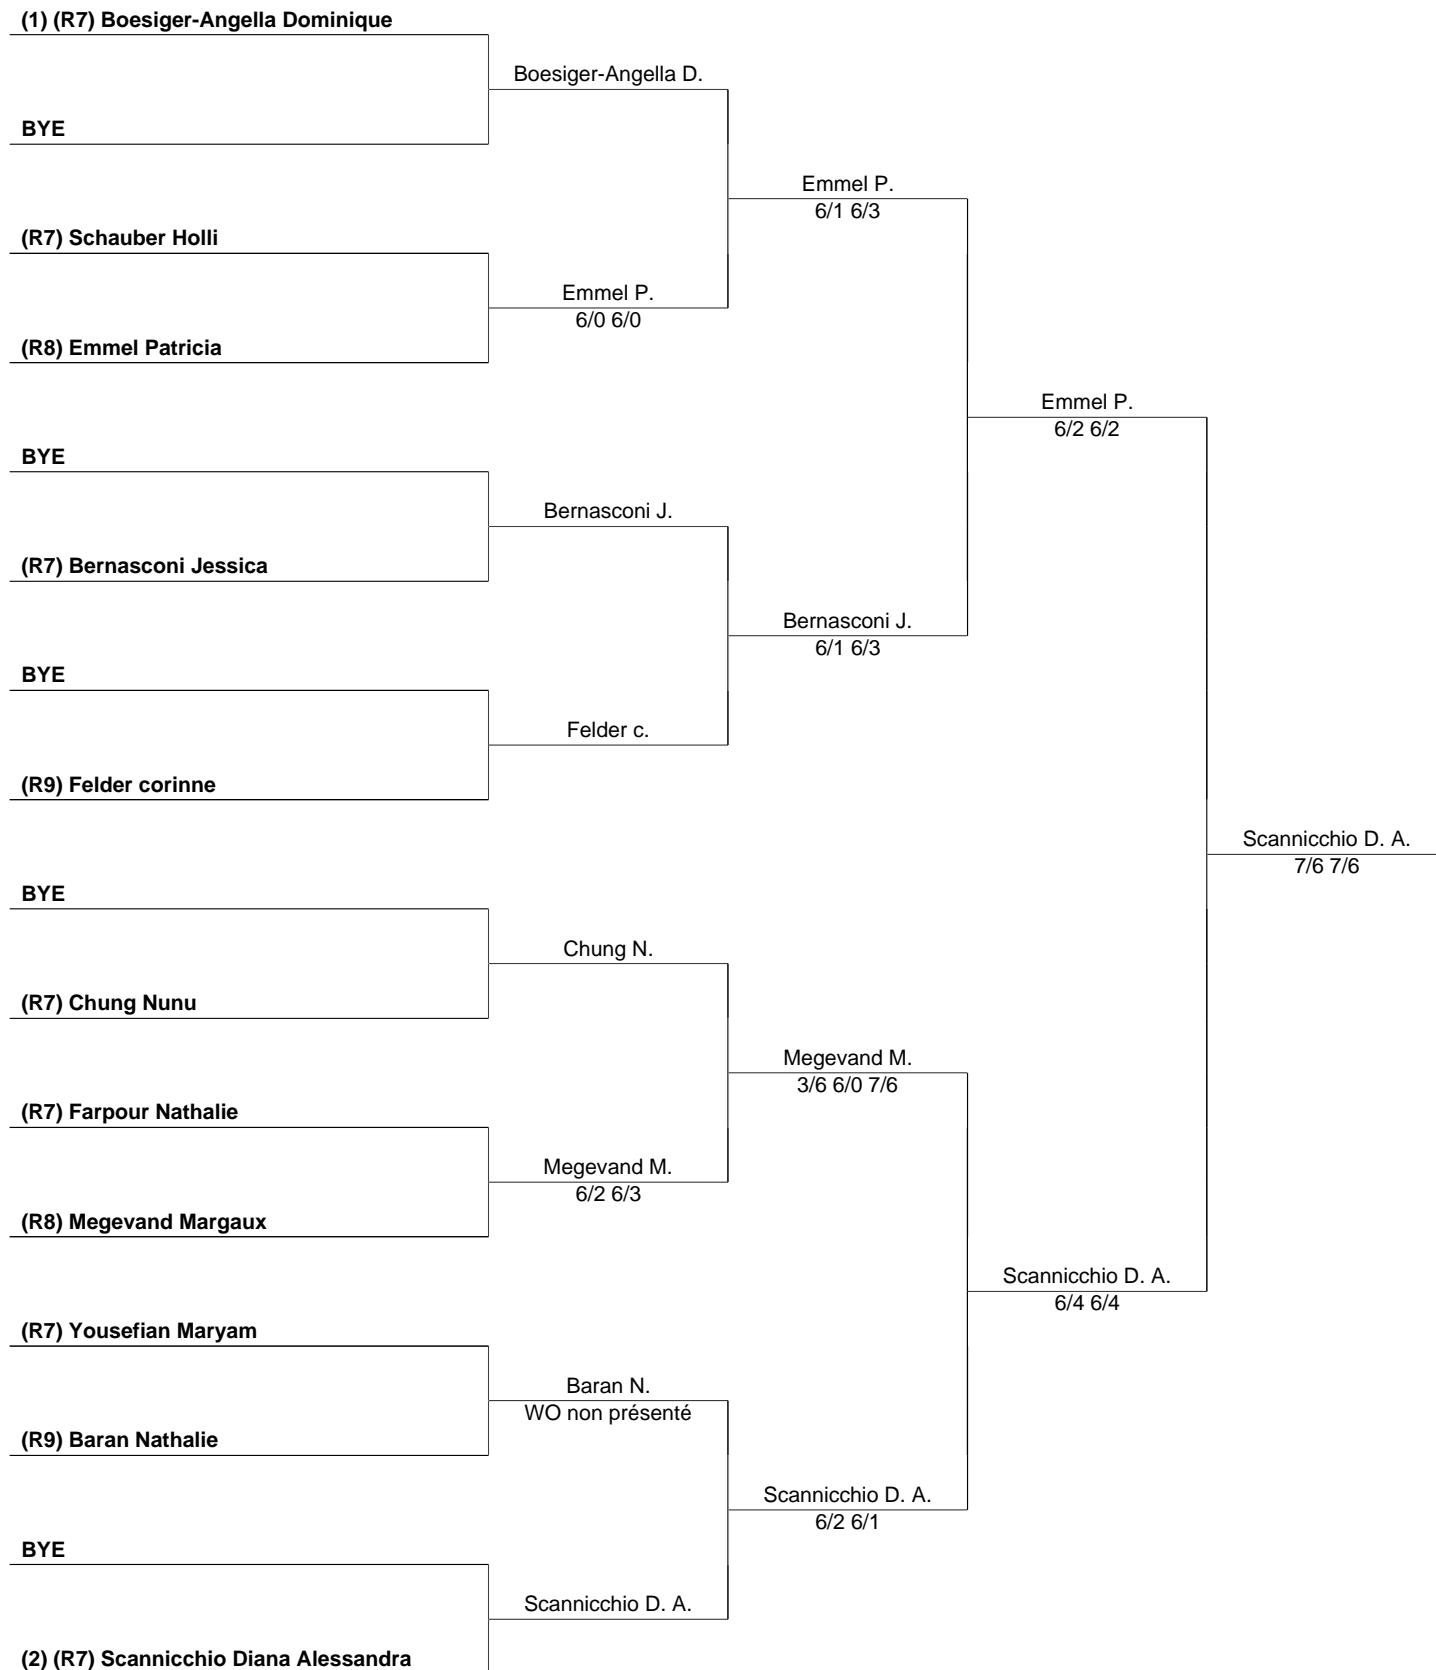 (1) (R7) Boesiger-Angella Dominique
Boesiger-Angella D.
BYE
Emmel P.
6/1 6/3
(R7) Schauber Holli
Emmel P.
6/0 6/0
(R8) Emmel Patricia
Emmel P.
6/2 6/2
BYE
Bernasconi J.
(R7) Bernasconi Jessica
Bernasconi J.
6/1 6/3
BYE
Felder c.
(R9) Felder corinne
Scannicchio D. A.
7/6 7/6
BYE
Chung N.
(R7) Chung Nunu
Megevand M.
3/6 6/0 7/6
(R7) Farpour Nathalie
Megevand M.
6/2 6/3
(R8) Megevand Margaux
Scannicchio D. A.
6/4 6/4
(R7) Yousefian Maryam
Baran N.
WO non présenté
(R9) Baran Nathalie
Scannicchio D. A.
6/2 6/1
BYE
Scannicchio D. A.
(2) (R7) Scannicchio Diana Alessandra